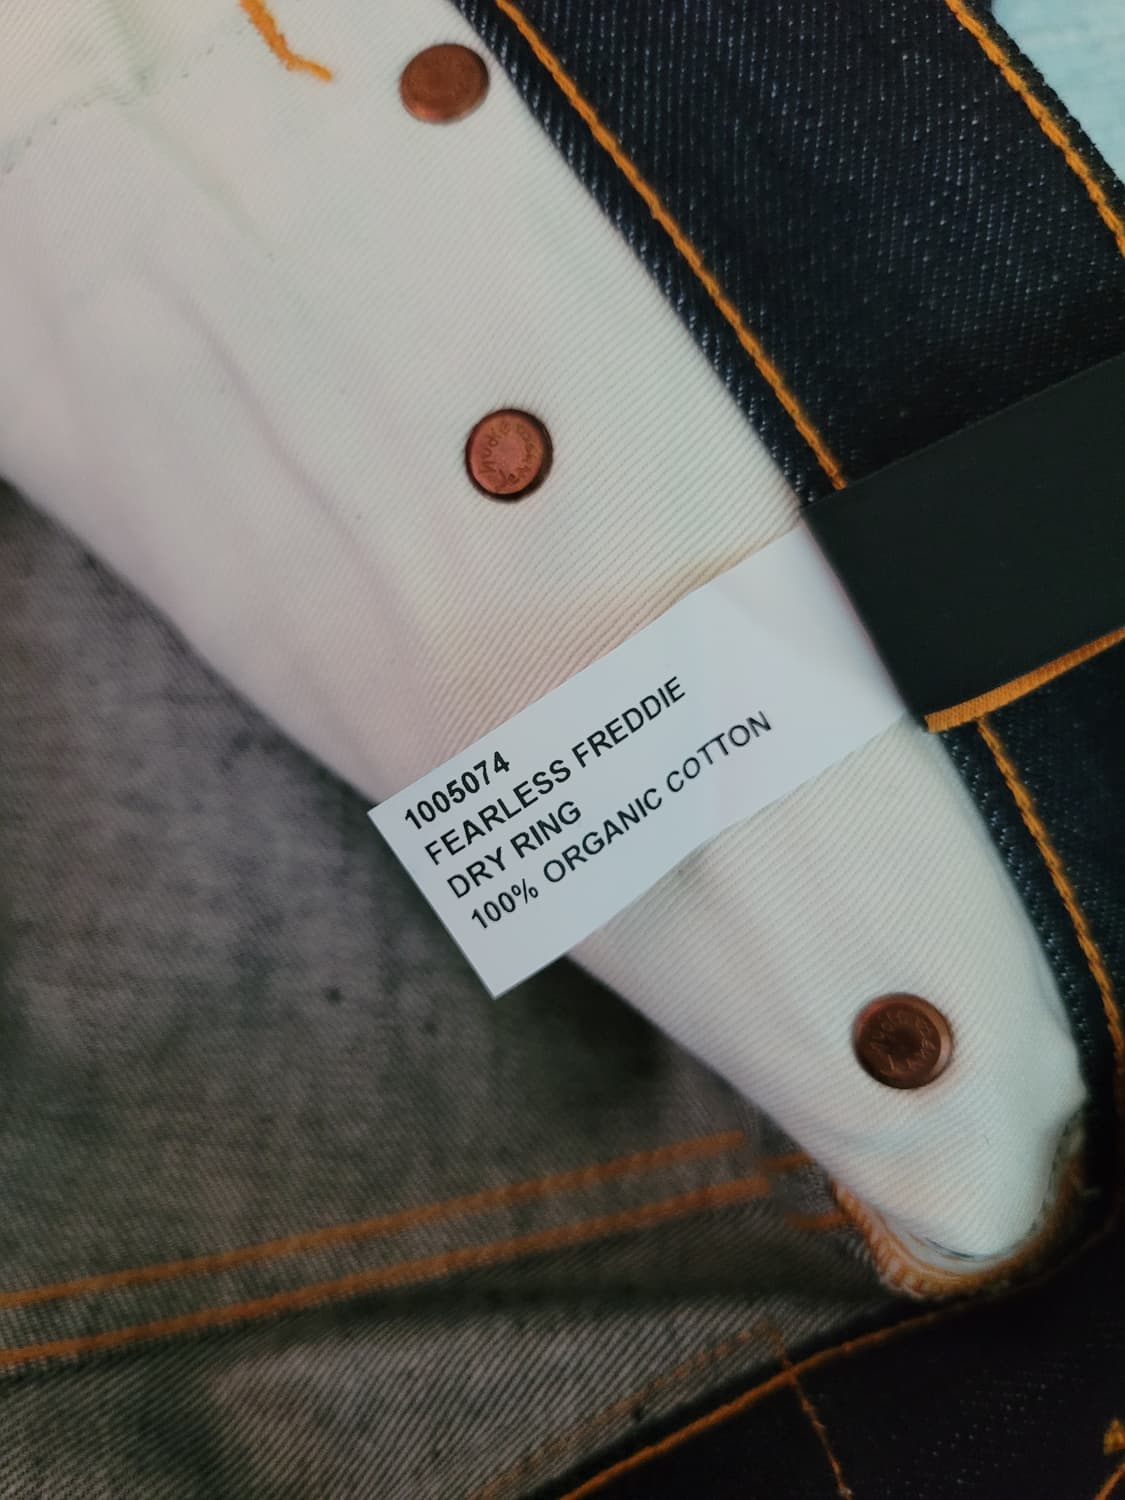 1005074
FEARLESS FREDDIE
DRY RING
100% ORGANIC COTTON